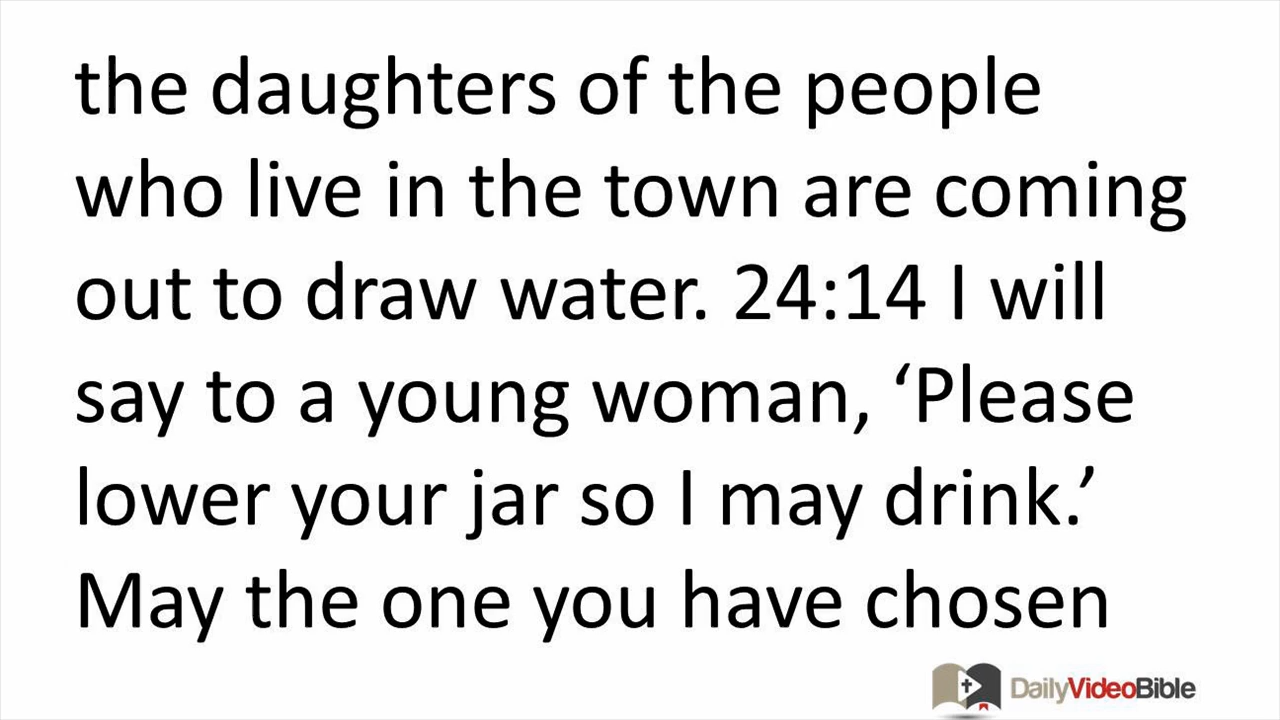 the daughters of the people
who live in the town are coming
out to draw water. 24:14 I will
say to a young woman, ‘Please
lower your jar so I may drink.’
May the one you have chosen
DailyVideoBible